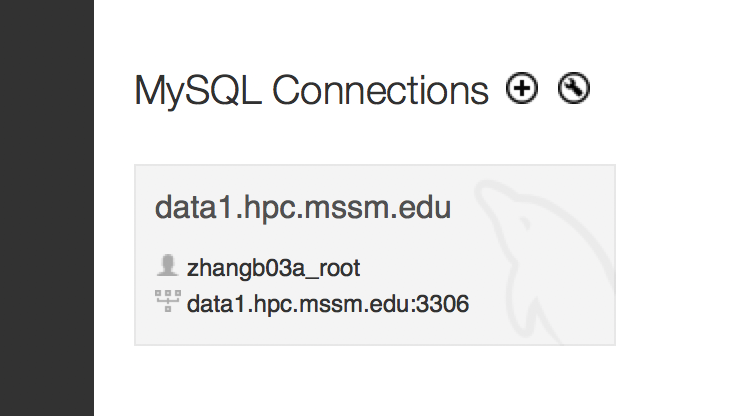 MySQL Connections
data1.hpc.mssm.edu
zhangb03a_root
data1.hpc.mssm.edu:3306